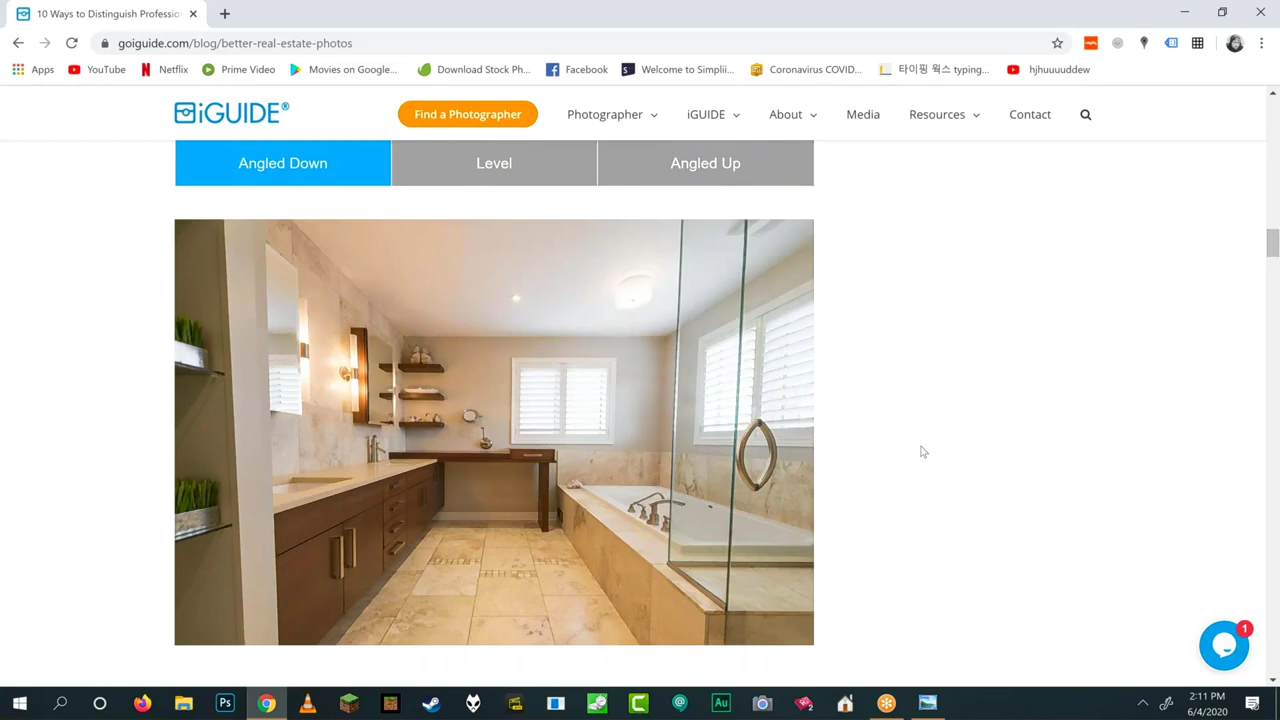 10 Ways to Distinguish Professio
goiguide.com/blog/better-real-estate-photos
Apps YouTube Netflix Prime Video Movies on Google... Download Stock Ph... Facebook Welcome to Simplii... Coronavirus COVID... 타이핑 웍스 typing... hjhuuuuddew
iGUIDE® Find a Photographer Photographer iGUIDE About Media Resources Contact
Angled Down Level Angled Up
1
Ps Au
2:11 PM
6/4/2020